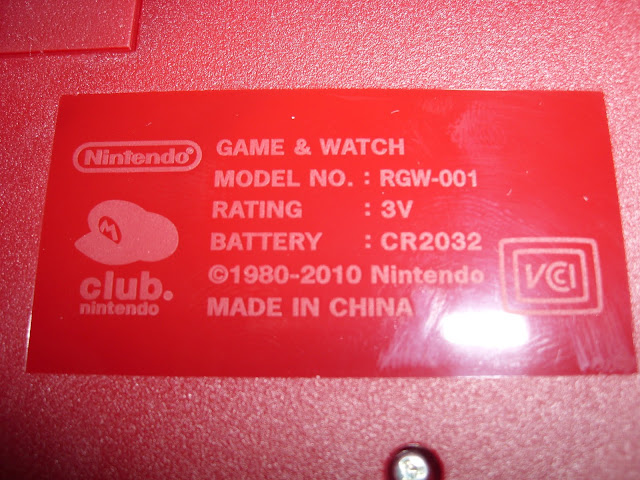 Nintendo®
GAME & WATCH
MODEL NO. : RGW-001
RATING : 3V
BATTERY : CR2032
©1980-2010 Nintendo
MADE IN CHINA
M
club.
nintendo
VCI